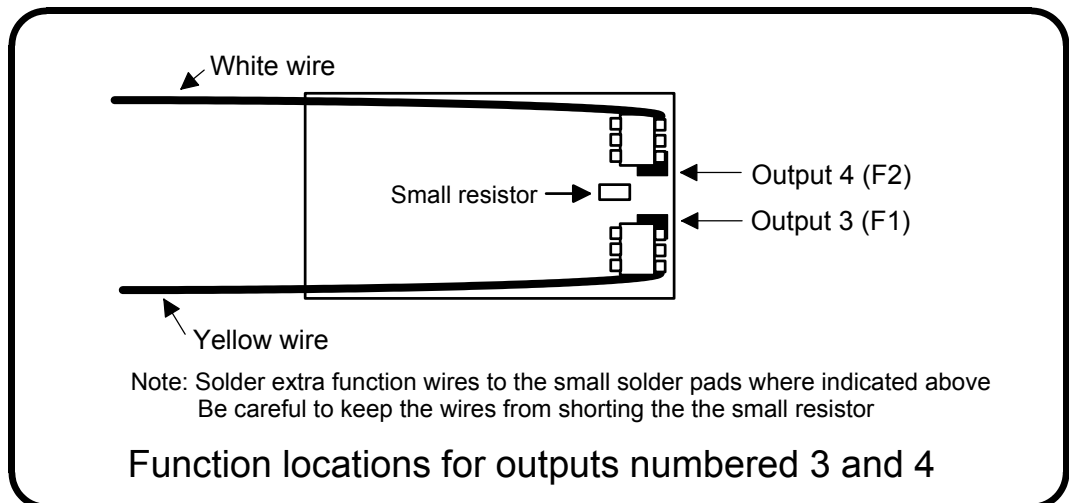 White wire
Output 4 (F2)
Small resistor
Output 3 (F1)
Yellow wire
Note: Solder extra function wires to the small solder pads where indicated above
Be careful to keep the wires from shorting the the small resistor
Function locations for outputs numbered 3 and 4